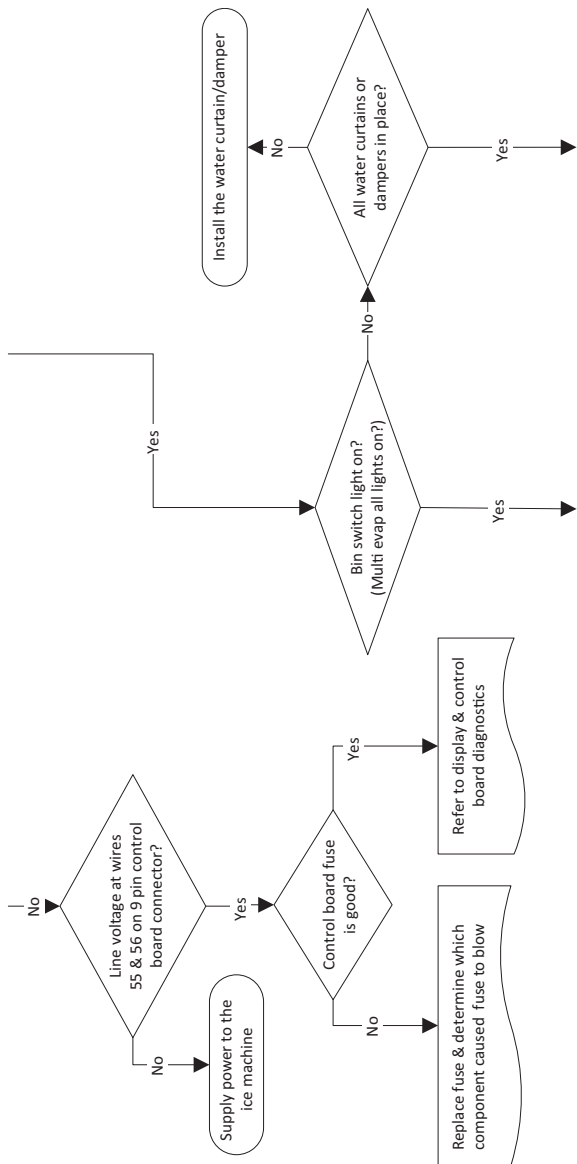 No
Line voltage at wires
55 & 56 on 9 pin control
board connector?
No
Supply power to the
ice machine
Yes
Control board fuse
is good?
No
Replace fuse & determine which
component caused fuse to blow
Yes
Refer to display & control
board diagnostics
Yes
Bin switch light on?
(Multi evap all lights on?)
Yes
No
All water curtains or
dampers in place?
No
Install the water curtain/damper
Yes